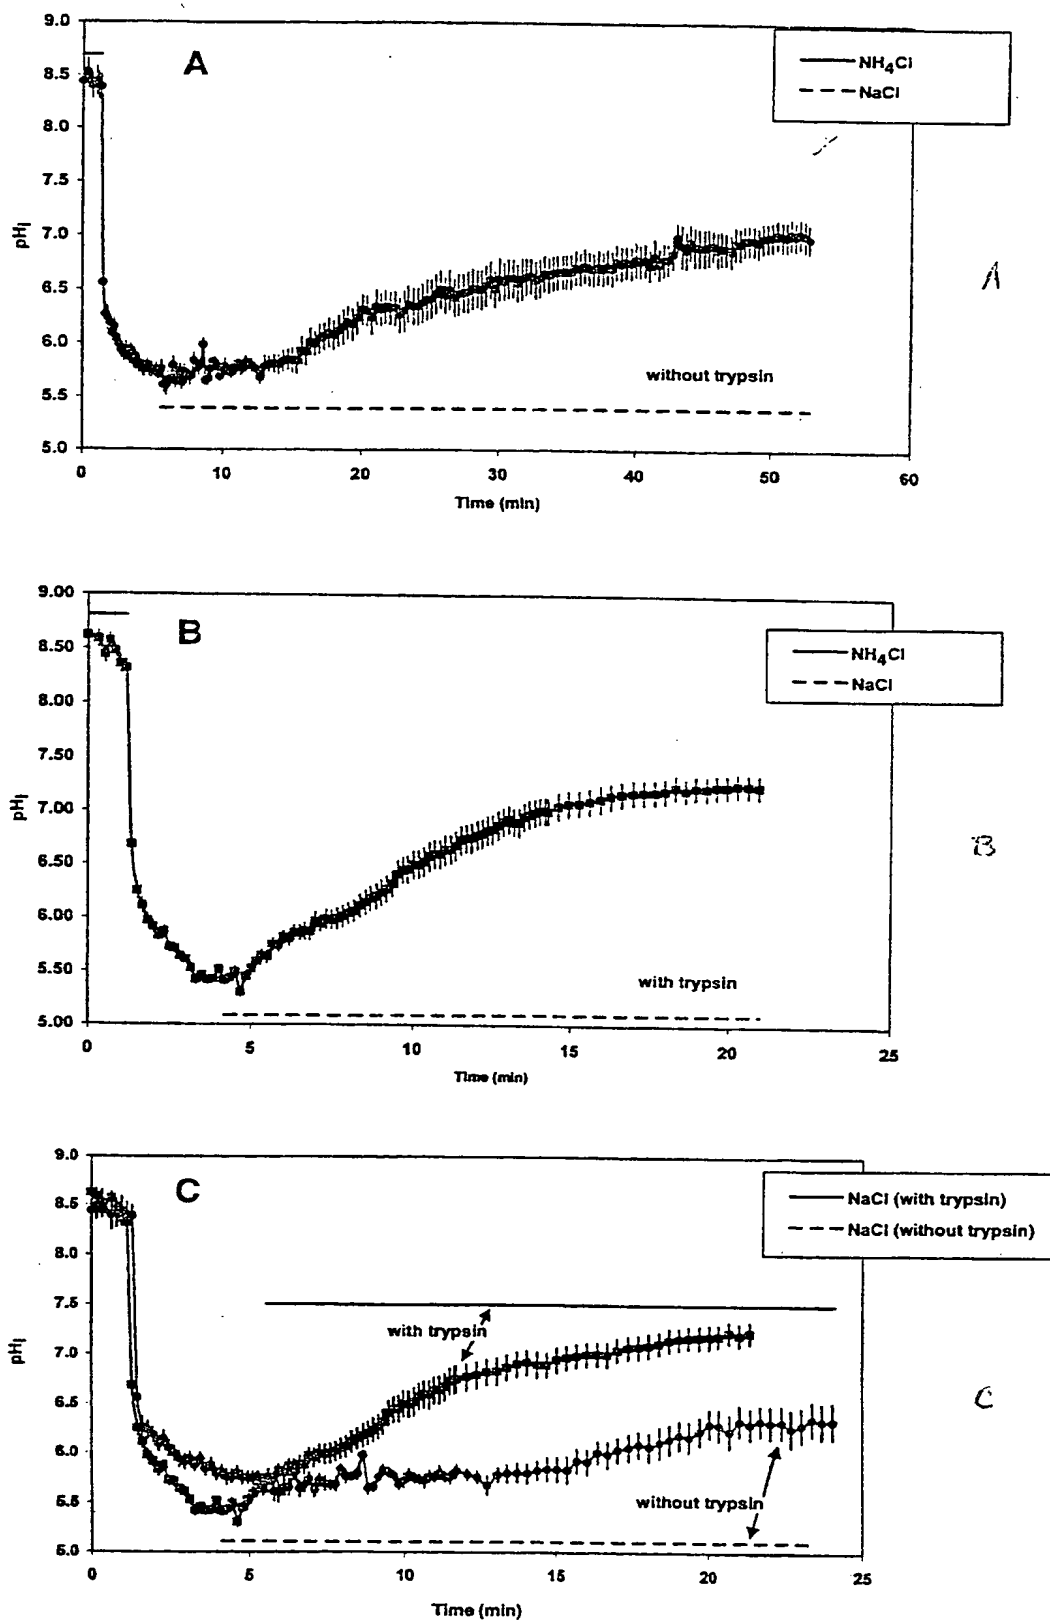 9.0
A
NH4Cl
NaCl
8.5
8.0
7.5
7.0
pHi
A
6.5
6.0
without trypsin
5.5
5.0
0 10 20 30 40 50 60
Time (min)
9.00
B
NH4Cl
NaCl
8.50
8.00
7.50
7.00
pHi
B
6.50
6.00
5.50
with trypsin
5.00
0 5 10 15 20 25
Time (min)
9.0
C
NaCl (with trypsin)
NaCl (without trypsin)
8.5
8.0
7.5
with trypsin
7.0
pHi
6.5
C
6.0
5.5
without trypsin
5.0
0 5 10 15 20 25
Time (min)